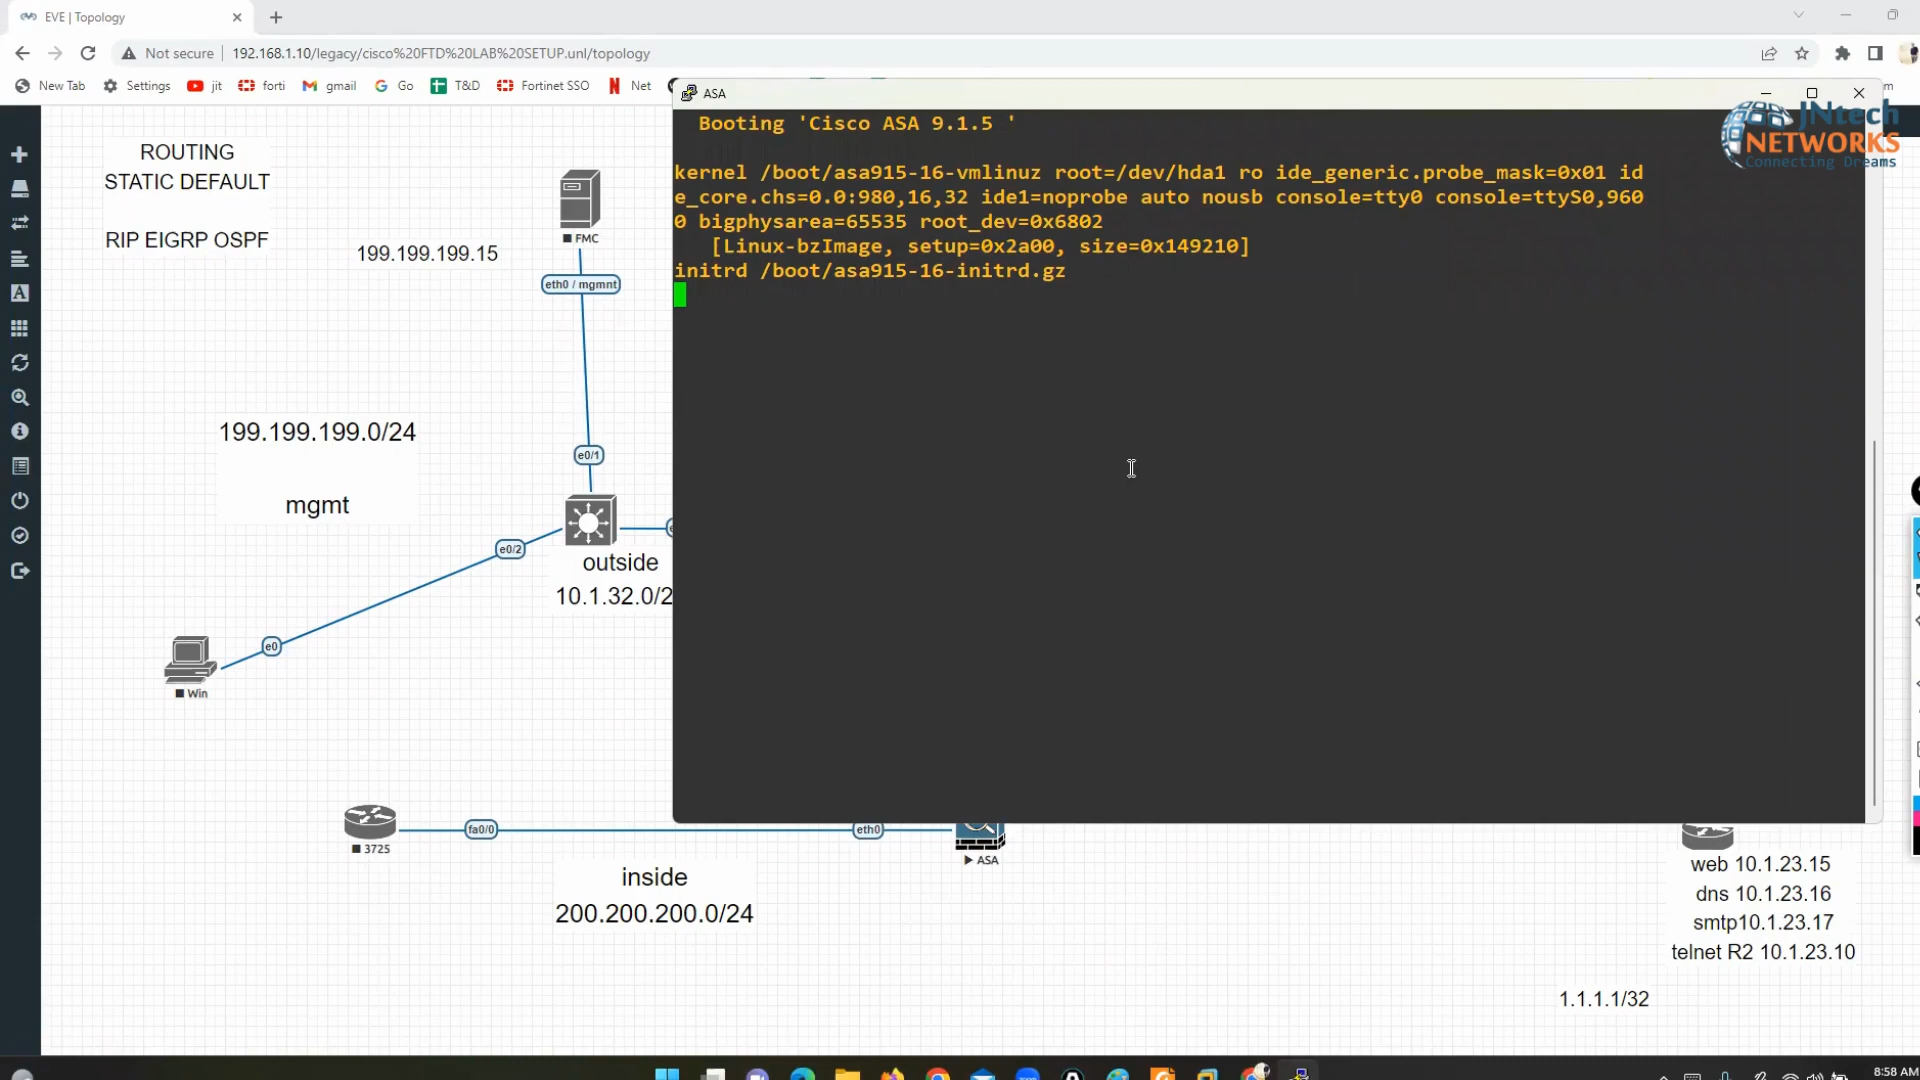 EVE | Topology
Not secure
192.168.1.10/legacy/cisco%20FTD%20LAB%20SETUP.unl/topology
New Tab
Settings
jit
forti
gmail
Go
T&D
Fortinet SSO
Net
ASA
JNtech
NETWORKS
Connecting Dreams
Booting 'Cisco ASA 9.1.5 '
kernel /boot/asa915-16-vmlinuz root=/dev/hda1 ro ide_generic.probe_mask=0x01 id
e_core.chs=0.0:980,16,32 ide1=noprobe auto nousb console=tty0 console=ttyS0,960
0 bigphysarea=65535 root_dev=0x6802
[Linux-bzImage, setup=0x2a00, size=0x149210]
initrd /boot/asa915-16-initrd.gz
ROUTING
STATIC DEFAULT
RIP EIGRP OSPF
199.199.199.15
FMC
eth0 / mgmnt
199.199.199.0/24
mgmt
e0/1
e0/2
outside
10.1.32.0/2
e0
Win
3725
fa0/0
eth0
ASA
inside
200.200.200.0/24
web 10.1.23.15
dns 10.1.23.16
smtp10.1.23.17
telnet R2 10.1.23.10
1.1.1.1/32
8:58 AM